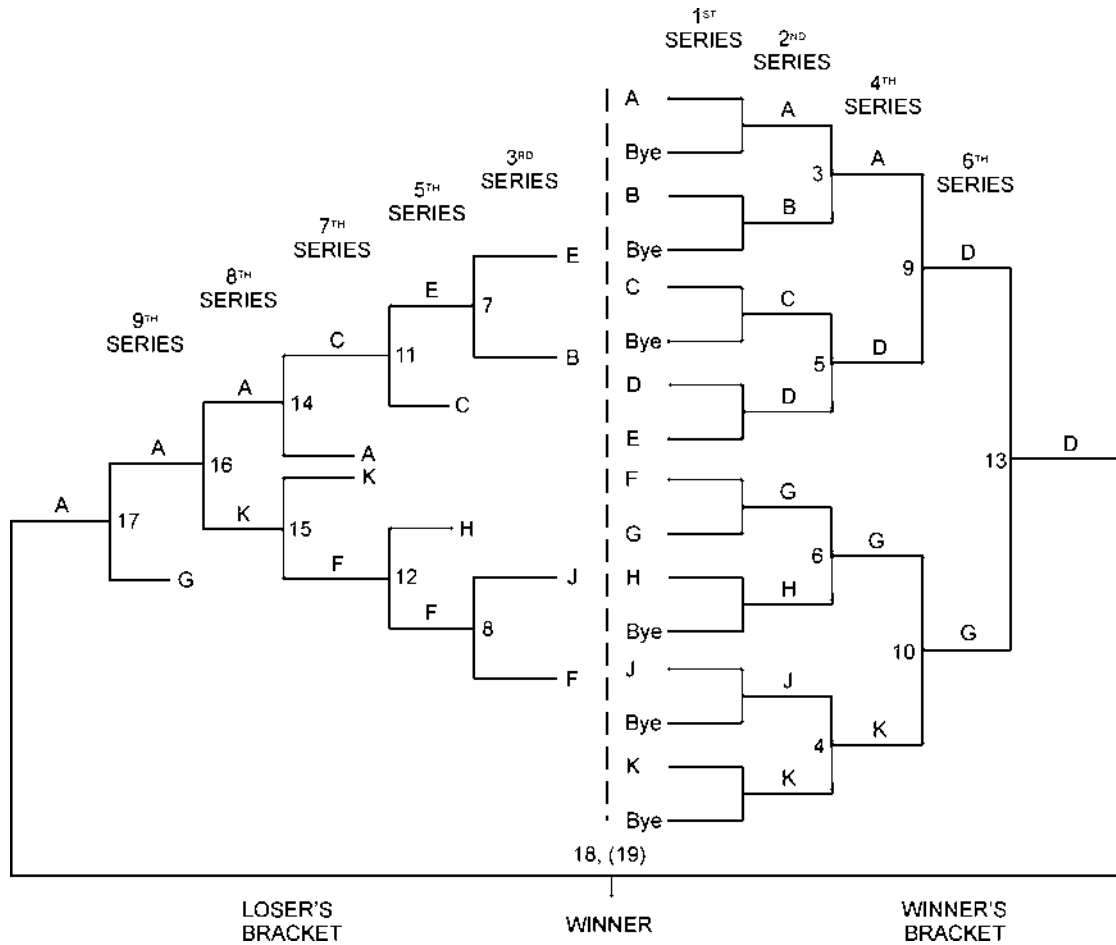 1ST
SERIES
2ND
SERIES
4TH
SERIES
6TH
SERIES
3RD
SERIES
5TH
SERIES
7TH
SERIES
8TH
SERIES
9TH
SERIES
A
Bye
B
Bye
C
Bye
D
E
F
G
H
Bye
J
Bye
K
Bye
A
B
C
D
G
H
J
K
3
5
6
4
A
D
G
K
9
10
D
G
13
D
E
B
7
E
C
11
C
A
14
A
K
H
J
F
8
F
12
F
15
K
16
A
G
17
A
18, (19)
LOSER'S
BRACKET
WINNER
WINNER'S
BRACKET